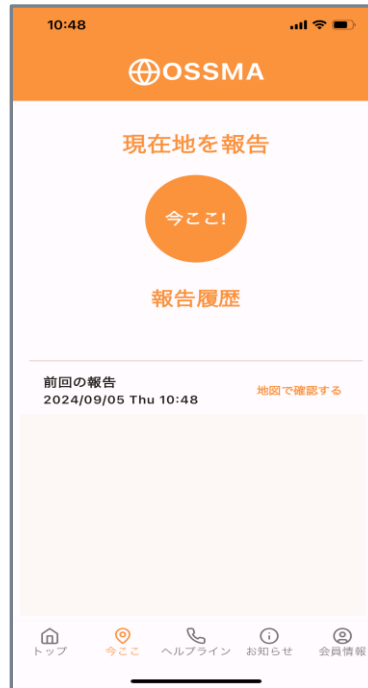 10:48
OSSMA
現在地を報告
今ここ!
報告履歴
前回の報告
2024/09/05 Thu 10:48
地図で確認する
トップ
今ここ
ヘルプライン
お知らせ
会員情報